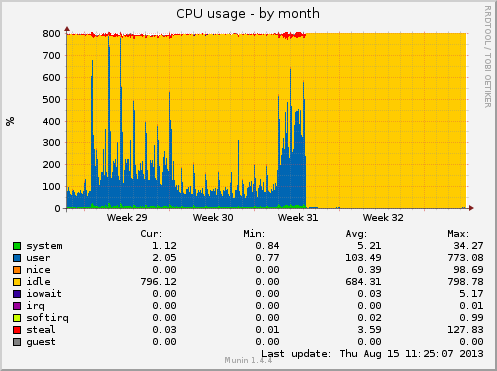 CPU usage - by month
RRDTOOL / TOBI OETIKER
%
800
700
600
500
400
300
200
100
0
Week 29 Week 30 Week 31 Week 32
Cur: Min: Avg: Max:
system 1.12 0.84 5.21 34.27
user 2.05 0.77 103.49 773.08
nice 0.00 0.00 0.39 98.69
idle 796.12 0.00 684.31 798.78
iowait 0.00 0.00 0.03 5.17
irq 0.00 0.00 0.00 0.01
softirq 0.00 0.00 0.02 0.99
steal 0.03 0.01 3.59 127.83
guest 0.00 0.00 0.00 0.00
Last update: Thu Aug 15 11:25:07 2013
Munin 1.4.4